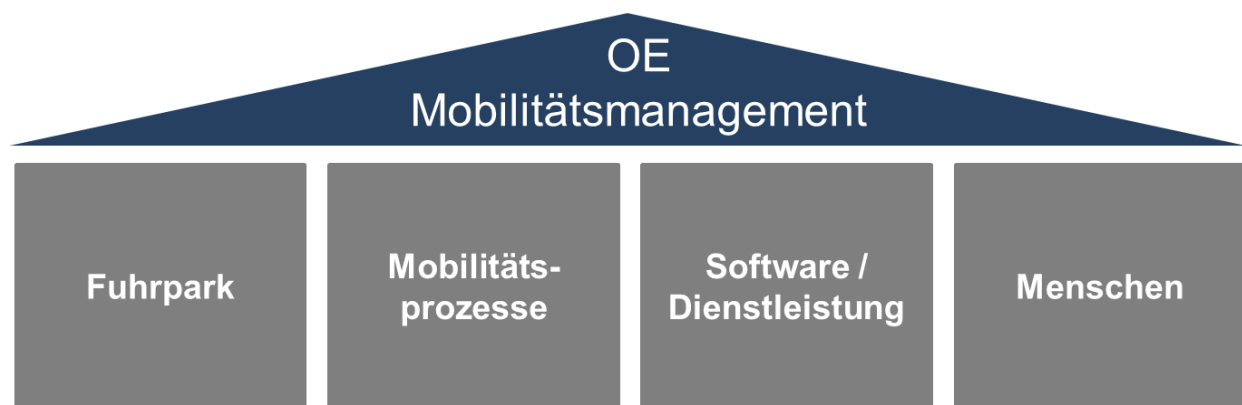 OE
Mobilitätsmanagement
Fuhrpark
Mobilitäts-
prozesse
Software /
Dienstleistung
Menschen